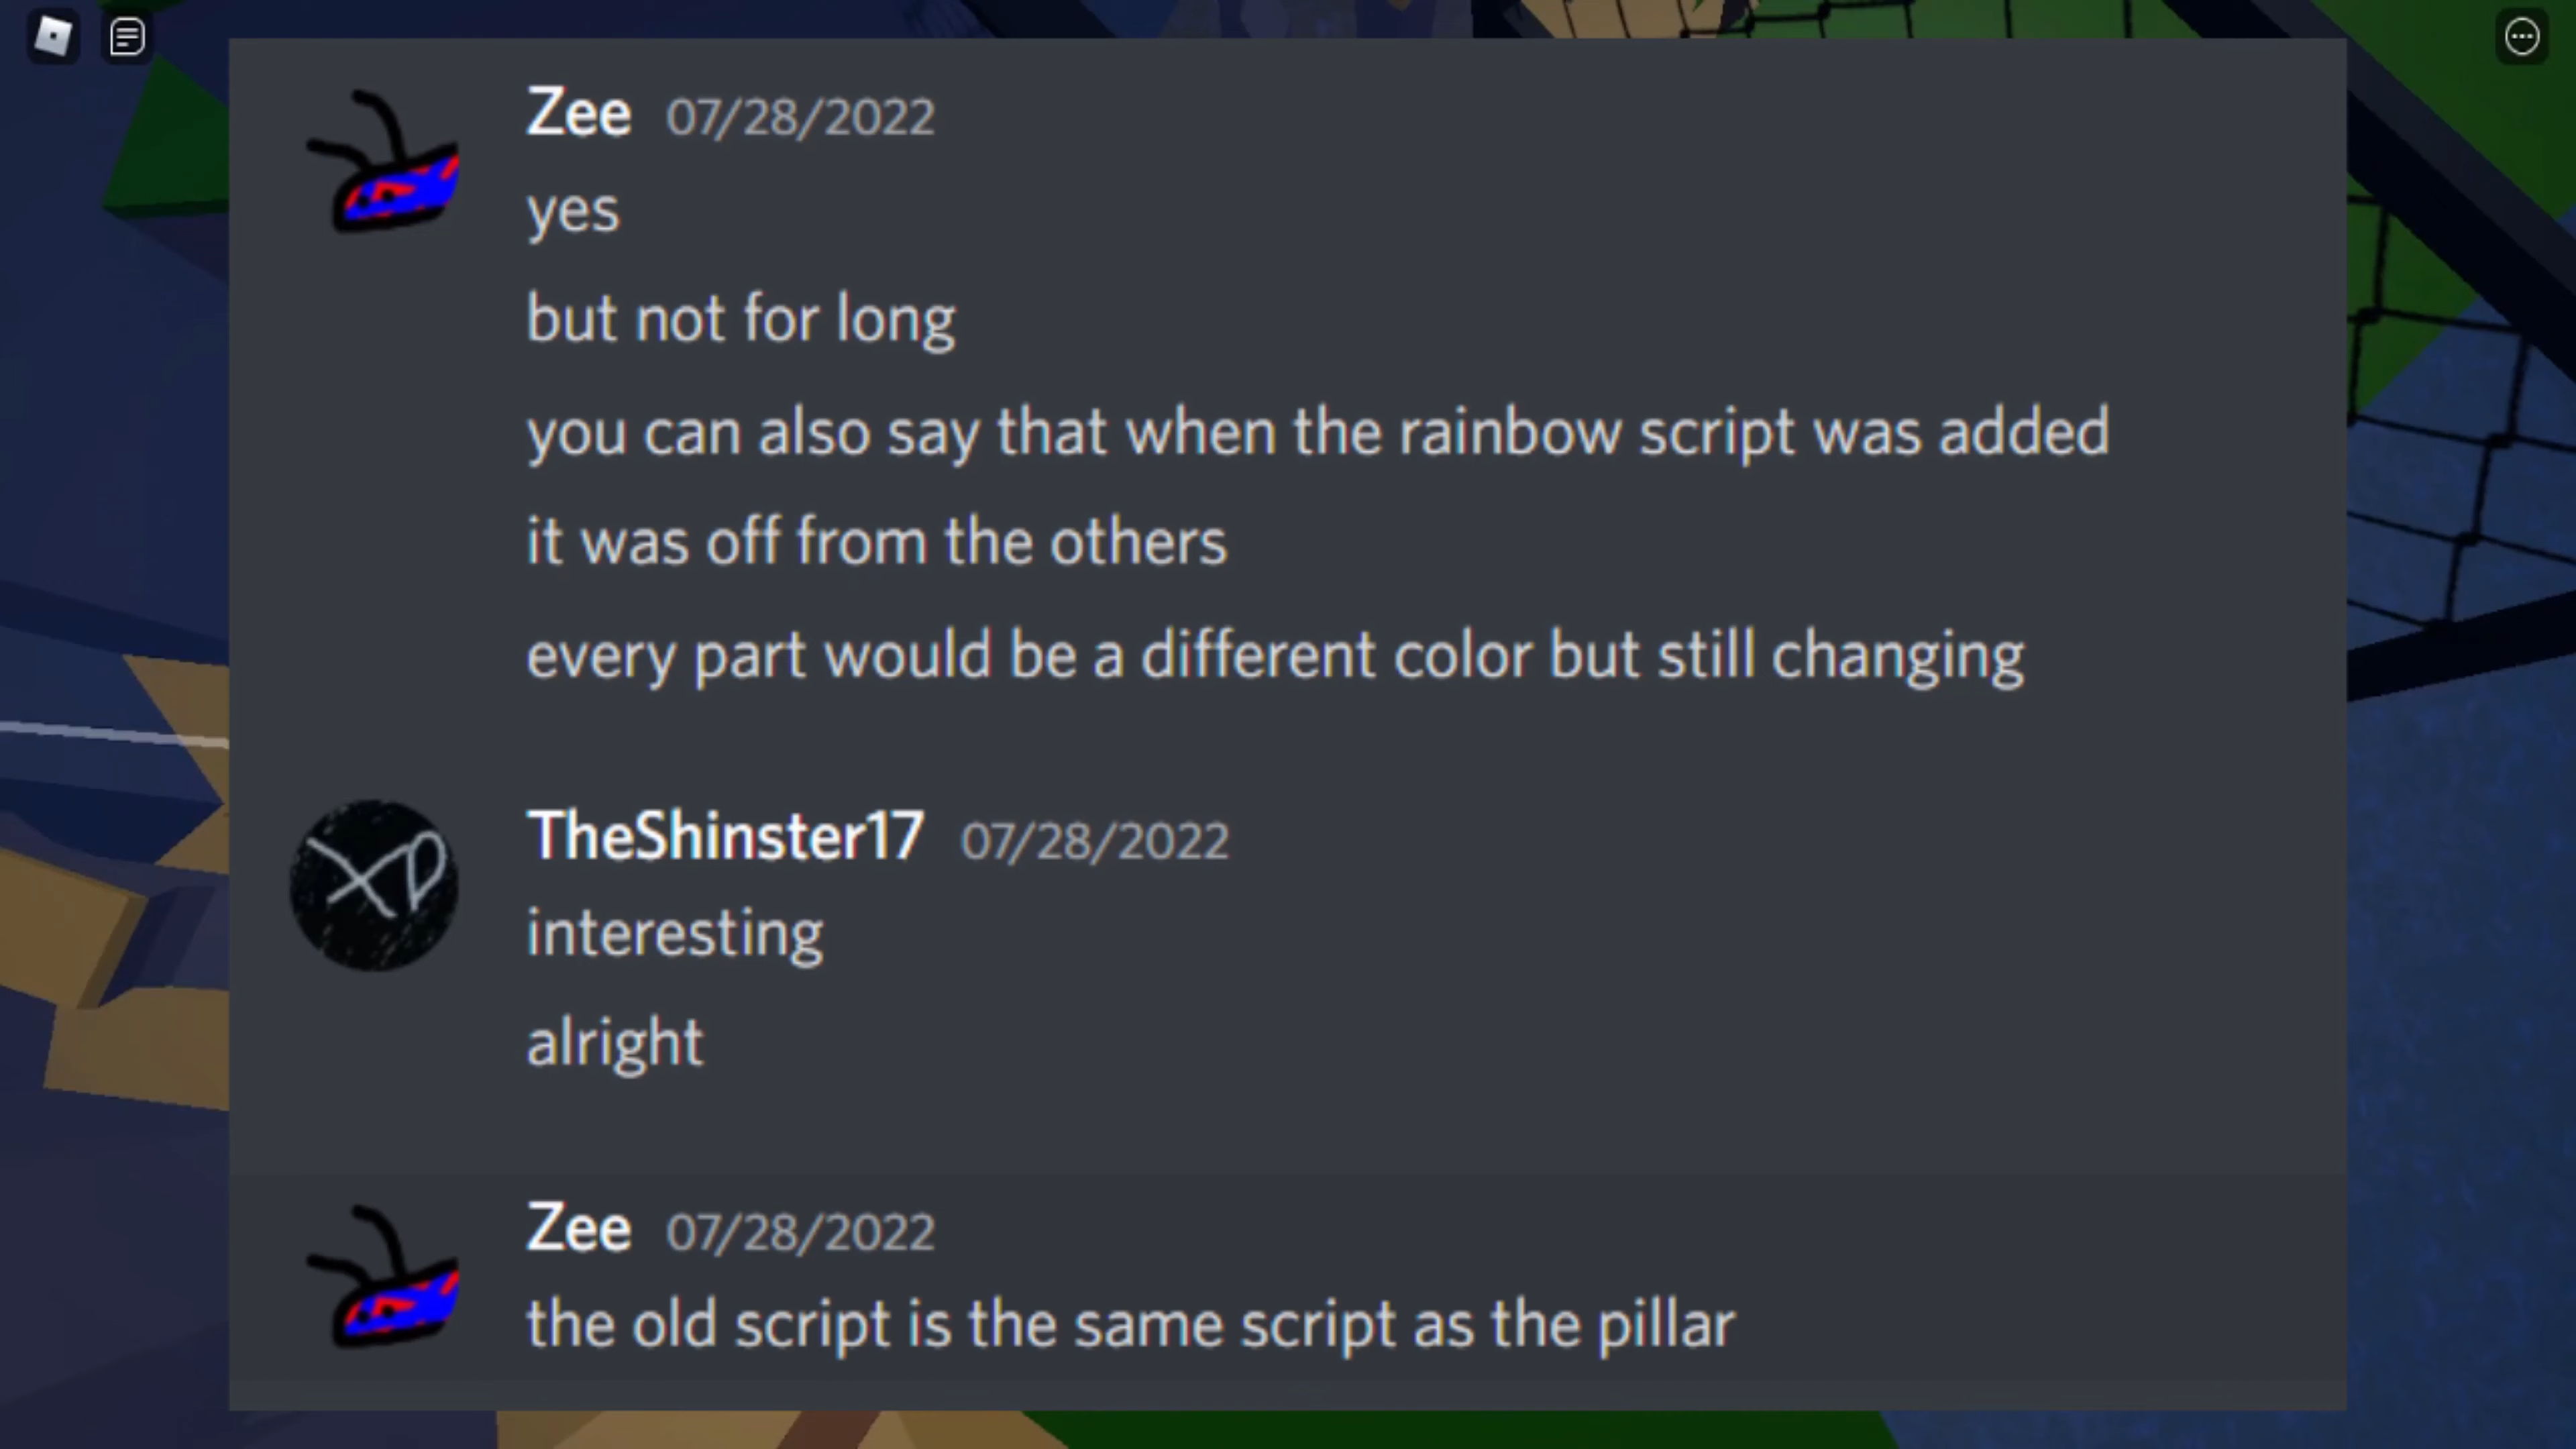 Zee 07/28/2022
yes
but not for long
you can also say that when the rainbow script was added
it was off from the others
every part would be a different color but still changing
XD
TheShinster17 07/28/2022
interesting
alright
Zee 07/28/2022
the old script is the same script as the pillar